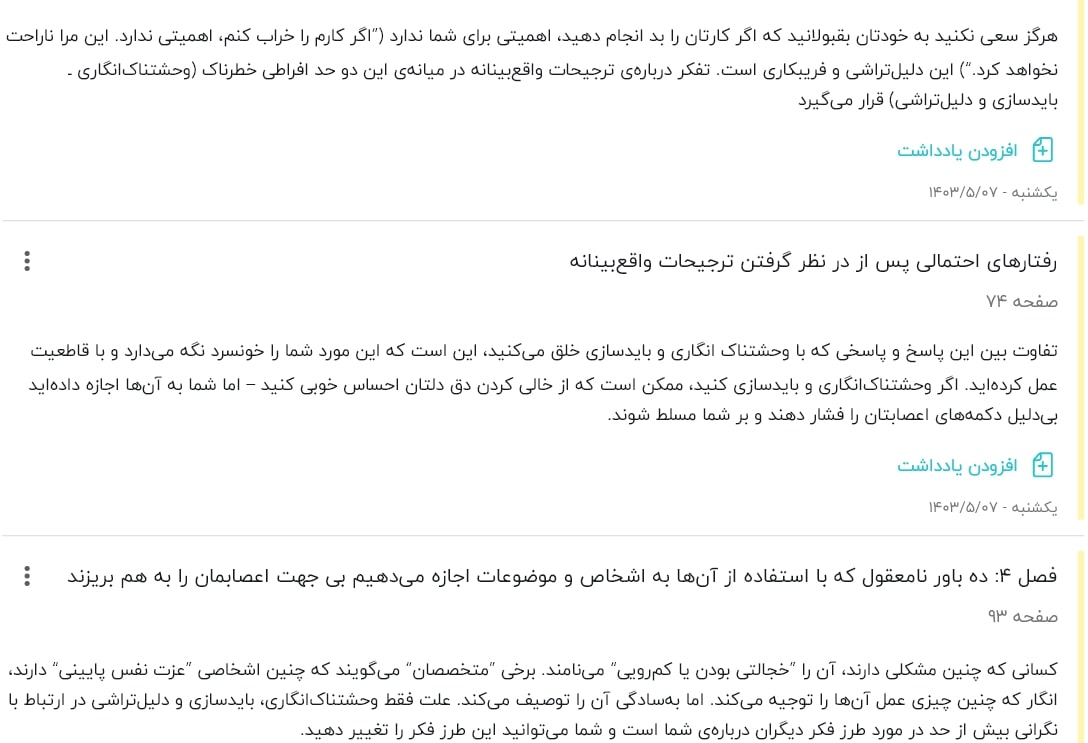 هرگز سعی نکنید به خودتان بقبولانید که اگر کارتان را بد انجام دهید، اهمیتی برای شما ندارد (”اگر کارم را خراب کنم، اهمیتی ندارد. این مرا ناراحت
نخواهد کرد.“) این دلیل‌تراشی و فریبکاری است. تفکر درباره‌ی ترجیحات واقع‌بینانه در میانه‌ی این دو حد افراطی خطرناک (وحشتناک‌انگاری ـ
بایدسازی و دلیل‌تراشی) قرار می‌گیرد
افزودن یادداشت
یکشنبه - ۱۴۰۳/۵/۰۷
رفتارهای احتمالی پس از در نظر گرفتن ترجیحات واقع‌بینانه
صفحه ۷۴
تفاوت بین این پاسخ و پاسخی که با وحشتناک انگاری و بایدسازی خلق می‌کنید، این است که این مورد شما را خونسرد نگه می‌دارد و با قاطعیت
عمل کرده‌اید. اگر وحشتناک‌انگاری و بایدسازی کنید، ممکن است که از خالی کردن دق دلتان احساس خوبی کنید – اما شما به آن‌ها اجازه داده‌اید
بی‌دلیل دکمه‌های اعصابتان را فشار دهند و بر شما مسلط شوند.
افزودن یادداشت
یکشنبه - ۱۴۰۳/۵/۰۷
فصل ۴: ده باور نامعقول که با استفاده از آن‌ها به اشخاص و موضوعات اجازه می‌دهیم بی جهت اعصابمان را به هم بریزند
صفحه ۹۳
کسانی که چنین مشکلی دارند، آن را ”خجالتی بودن یا کم‌رویی“ می‌نامند. برخی ”متخصصان“ می‌گویند که چنین اشخاصی ”عزت نفس پایینی“ دارند،
انگار که چنین چیزی عمل آن‌ها را توجیه می‌کند. اما به‌سادگی آن را توصیف می‌کند. علت فقط وحشتناک‌انگاری، بایدسازی و دلیل‌تراشی در ارتباط با
نگرانی بیش از حد در مورد طرز فکر دیگران درباره‌ی شما است و شما می‌توانید این طرز فکر را تغییر دهید.